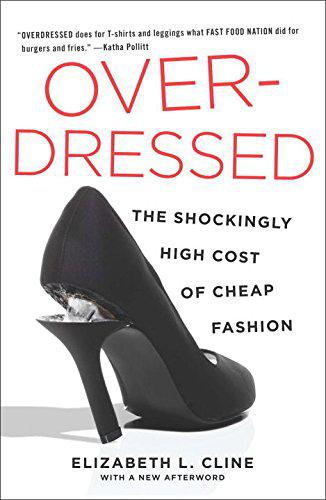 "OVERDRESSED does for T-shirts and leggings what FAST FOOD NATION did for
burgers and fries." —Katha Pollitt
OVER-
DRESSED
THE SHOCKINGLY
HIGH COST
OF CHEAP
FASHION
ELIZABETH L. CLINE
WITH A NEW AFTERWORD